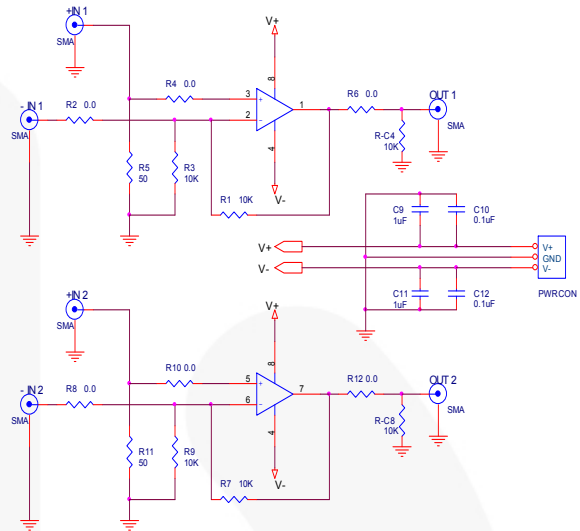 +IN 1
SMA
V+
R4 0.0
8
3
+
1
R6 0.0
OUT 1
SMA
- IN 1
SMA
R2 0.0
2
-
4
R-C4
10K
R5
50
R3
10K
R1 10K
V-
C9
1uF
C10
0.1uF
V+
V-
V+
GND
V-
PWRCON
C11
1uF
C12
0.1uF
+IN 2
SMA
V+
R10 0.0
8
5
+
7
R12 0.0
OUT 2
SMA
- IN 2
SMA
R8 0.0
6
-
4
R-C8
10K
R11
50
R9
10K
R7 10K
V-